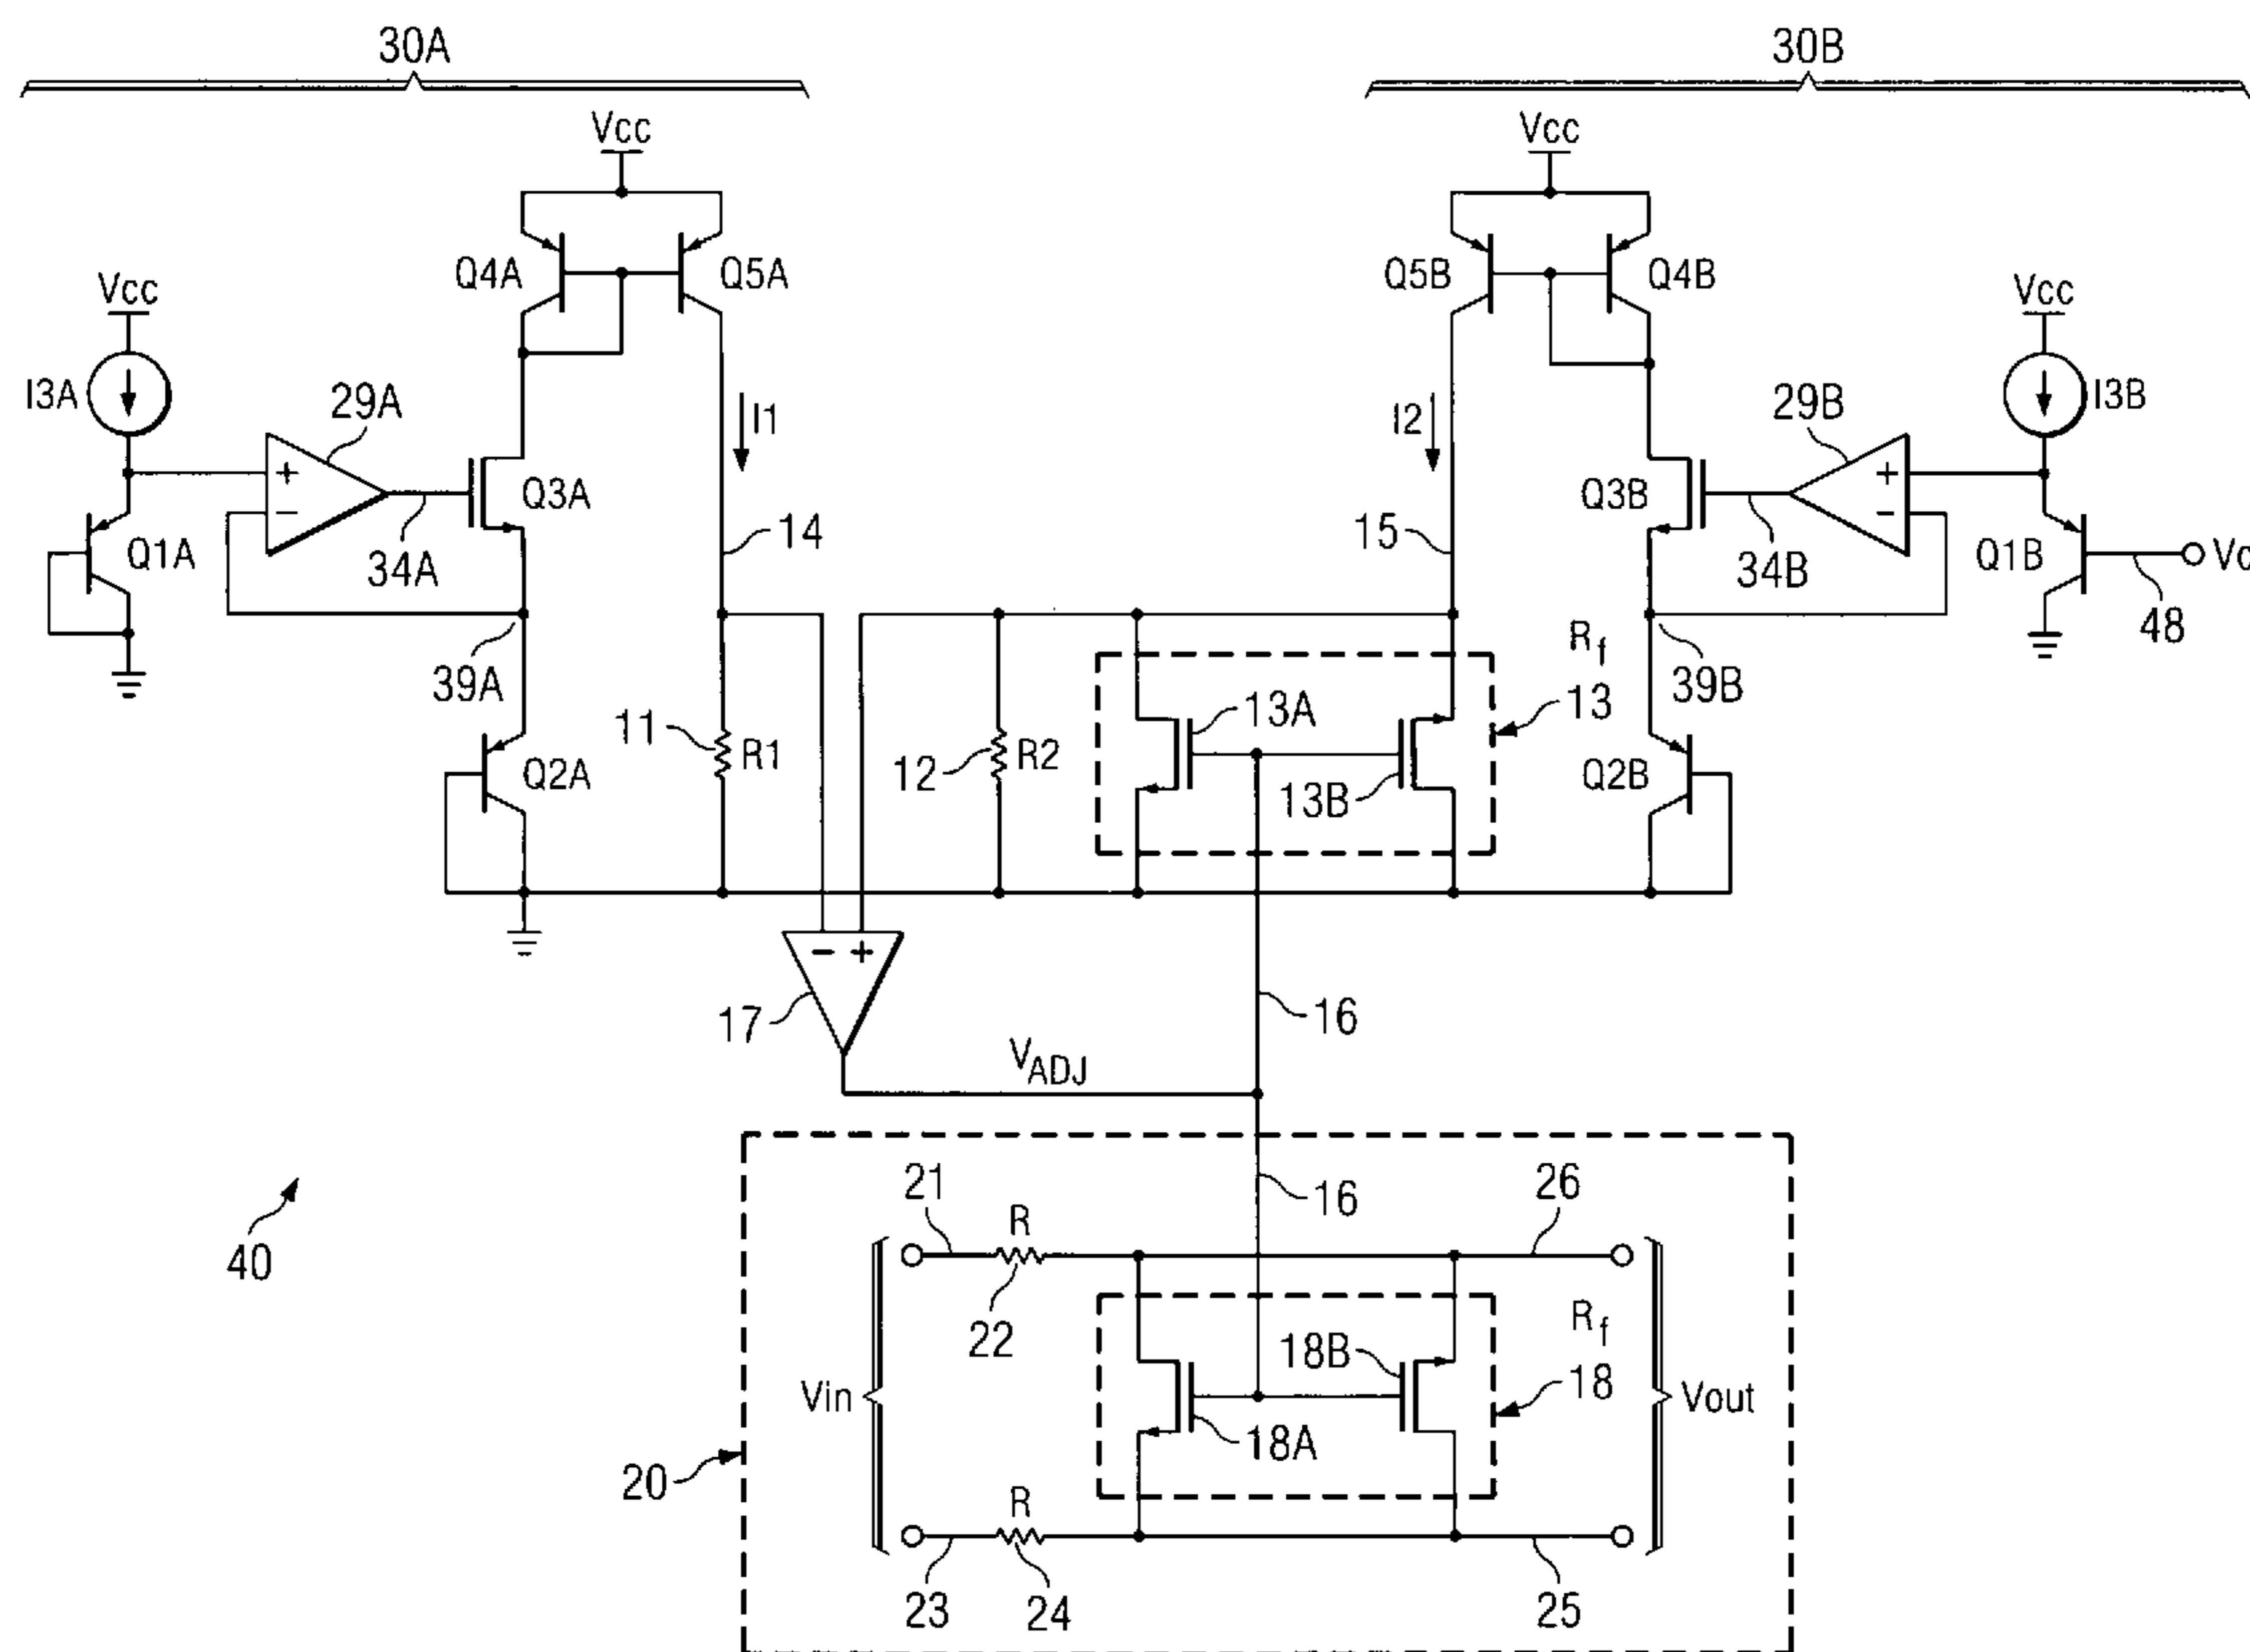 30A
30B
Vcc
Vcc
Q4A
Q5A
Q5B
Q4B
Vcc
Vcc
I3A
29A
I1
I2
29B
I3B
+
−
Q3A
Q3B
+
−
Q1A
34A
14
15
34B
Q1B
48
39A
Rf
13
39B
11
R1
12
R2
13A
13B
Q2A
Q2B
− +
17
16
VADJ
40
21
R
16
26
22
Rf
18B
18
Vin
Vout
18A
20
R
23
24
25